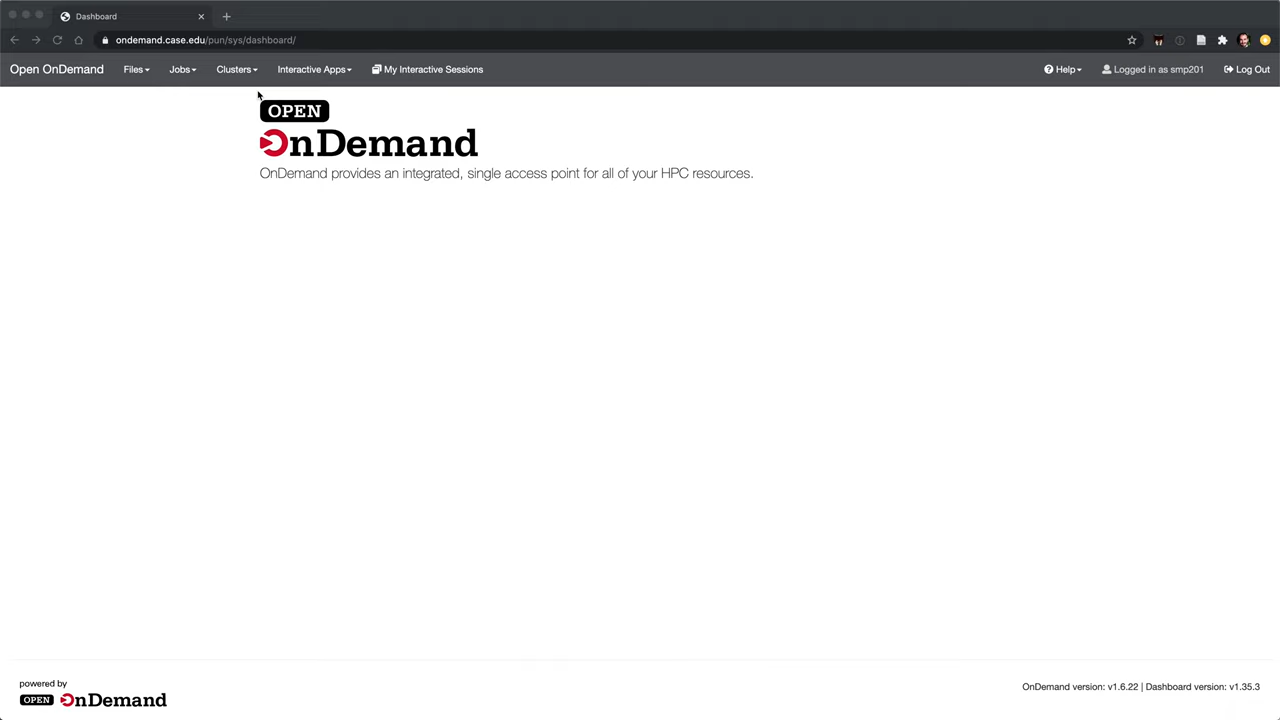 Dashboard
ondemand.case.edu/pun/sys/dashboard/
Open OnDemand Files Jobs Clusters Interactive Apps My Interactive Sessions Help Logged in as smp201 Log Out
OPEN
OnDemand
OnDemand provides an integrated, single access point for all of your HPC resources.
powered by
OPEN OnDemand
OnDemand version: v1.6.22 | Dashboard version: v1.35.3